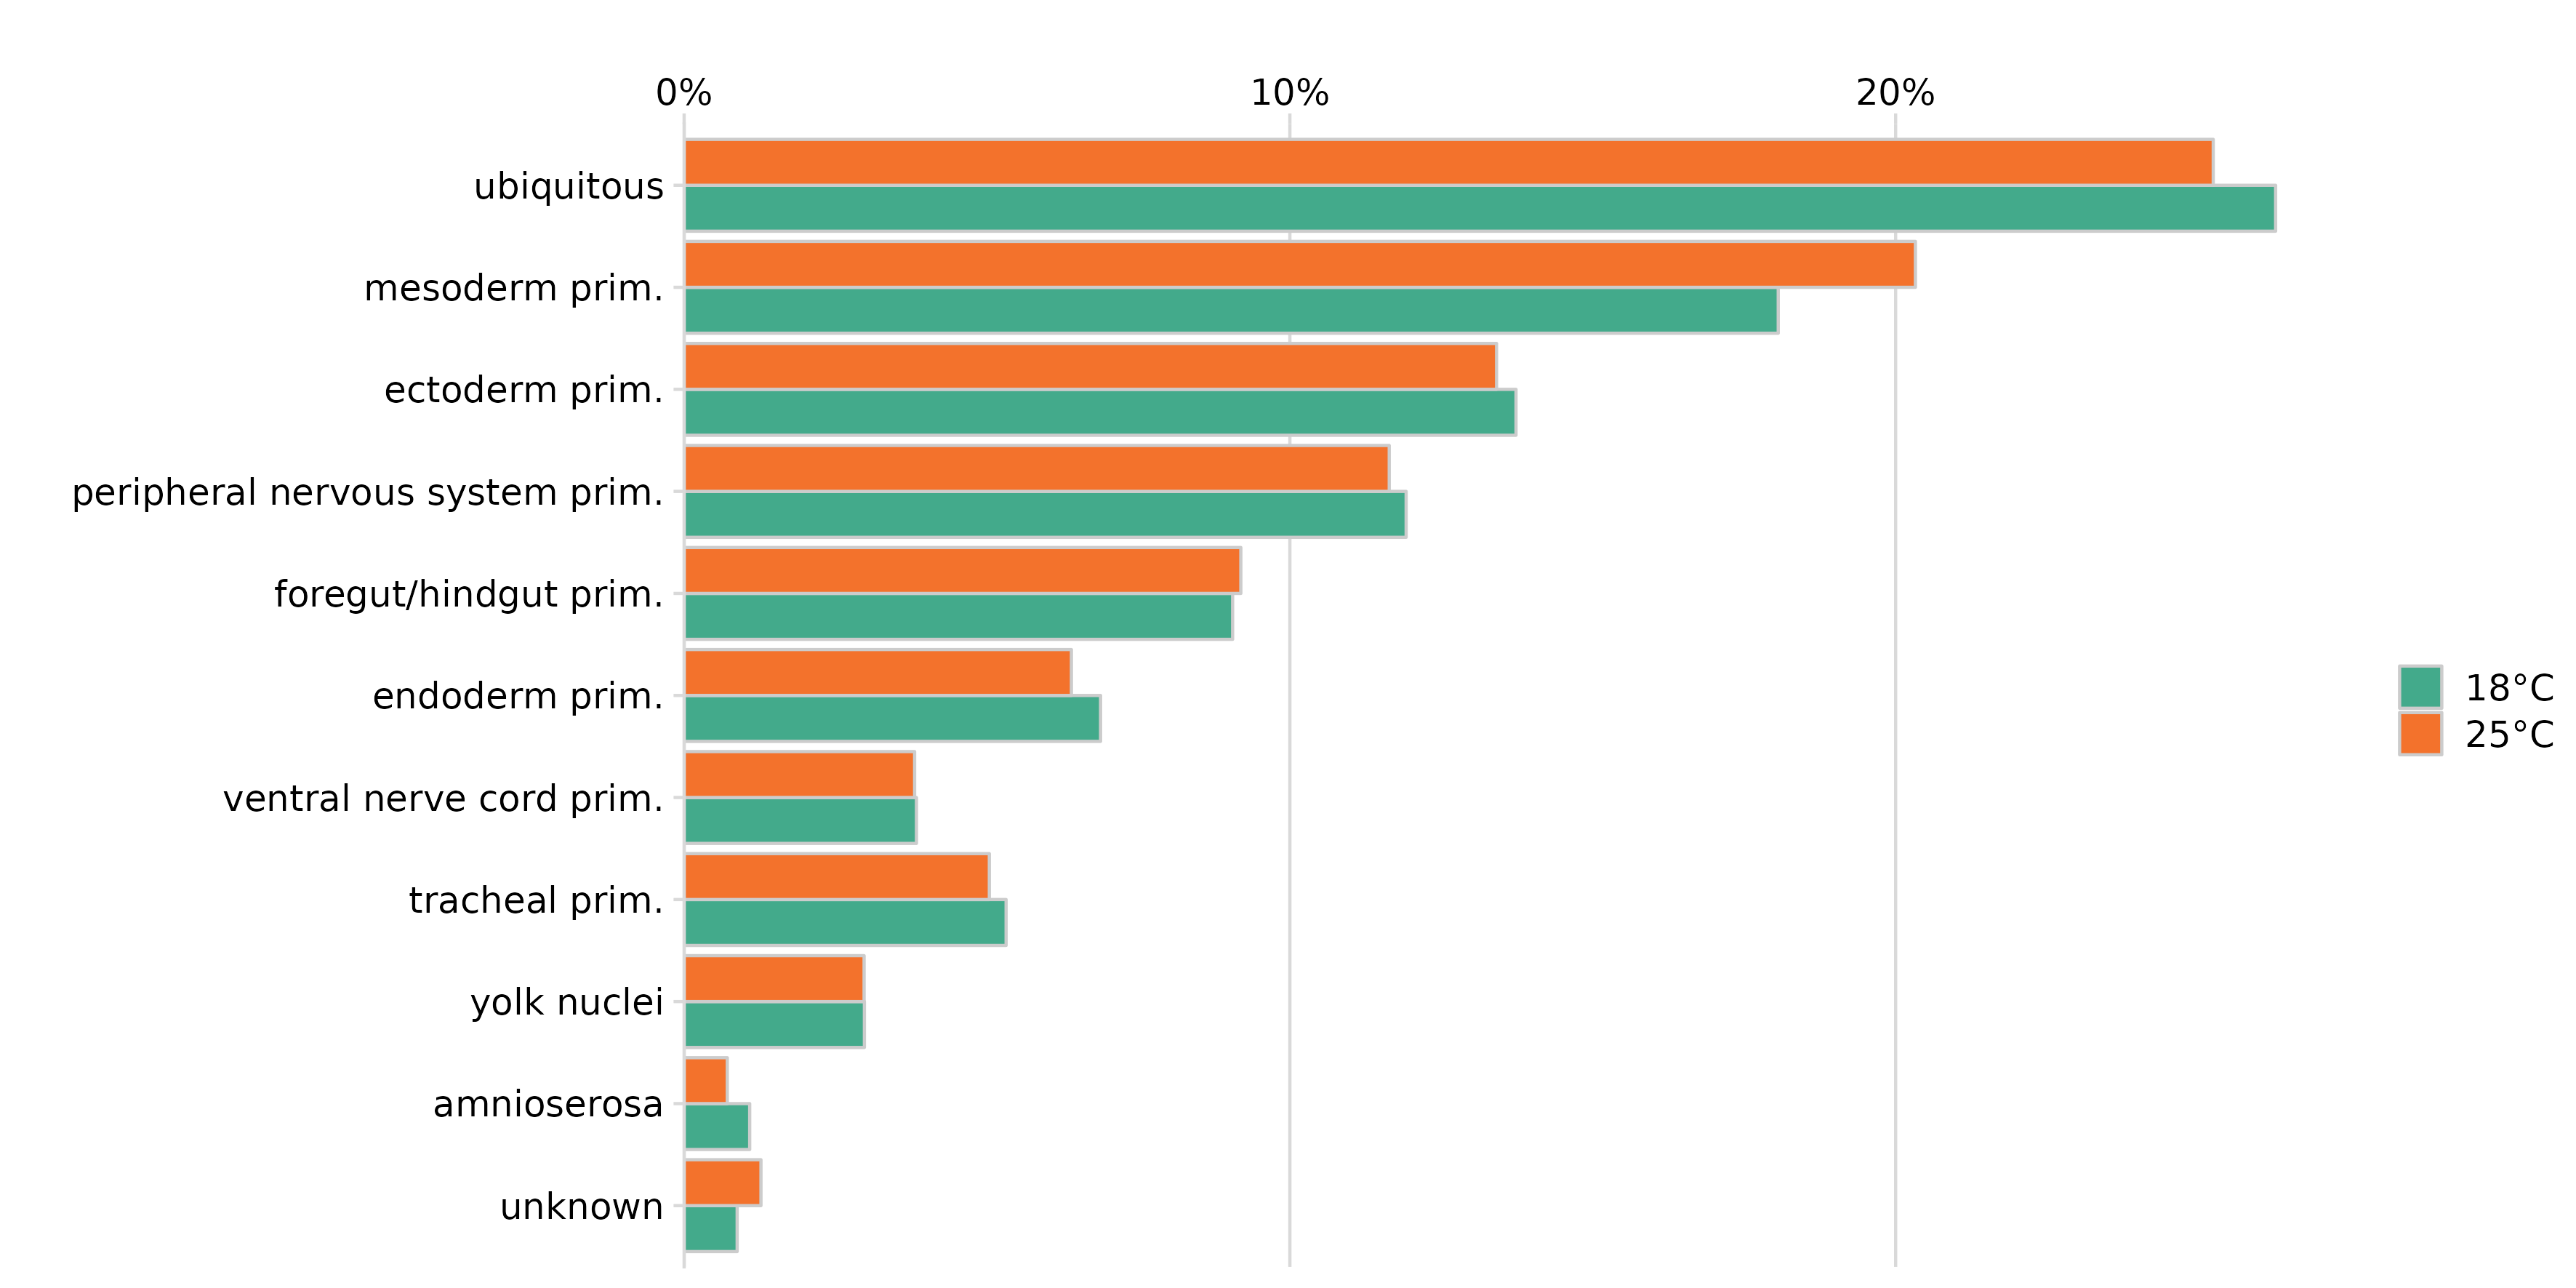 0% 10% 20%
ubiquitous
mesoderm prim.
ectoderm prim.
peripheral nervous system prim.
foregut/hindgut prim.
endoderm prim.
ventral nerve cord prim.
tracheal prim.
yolk nuclei
amnioserosa
unknown
18°C
25°C